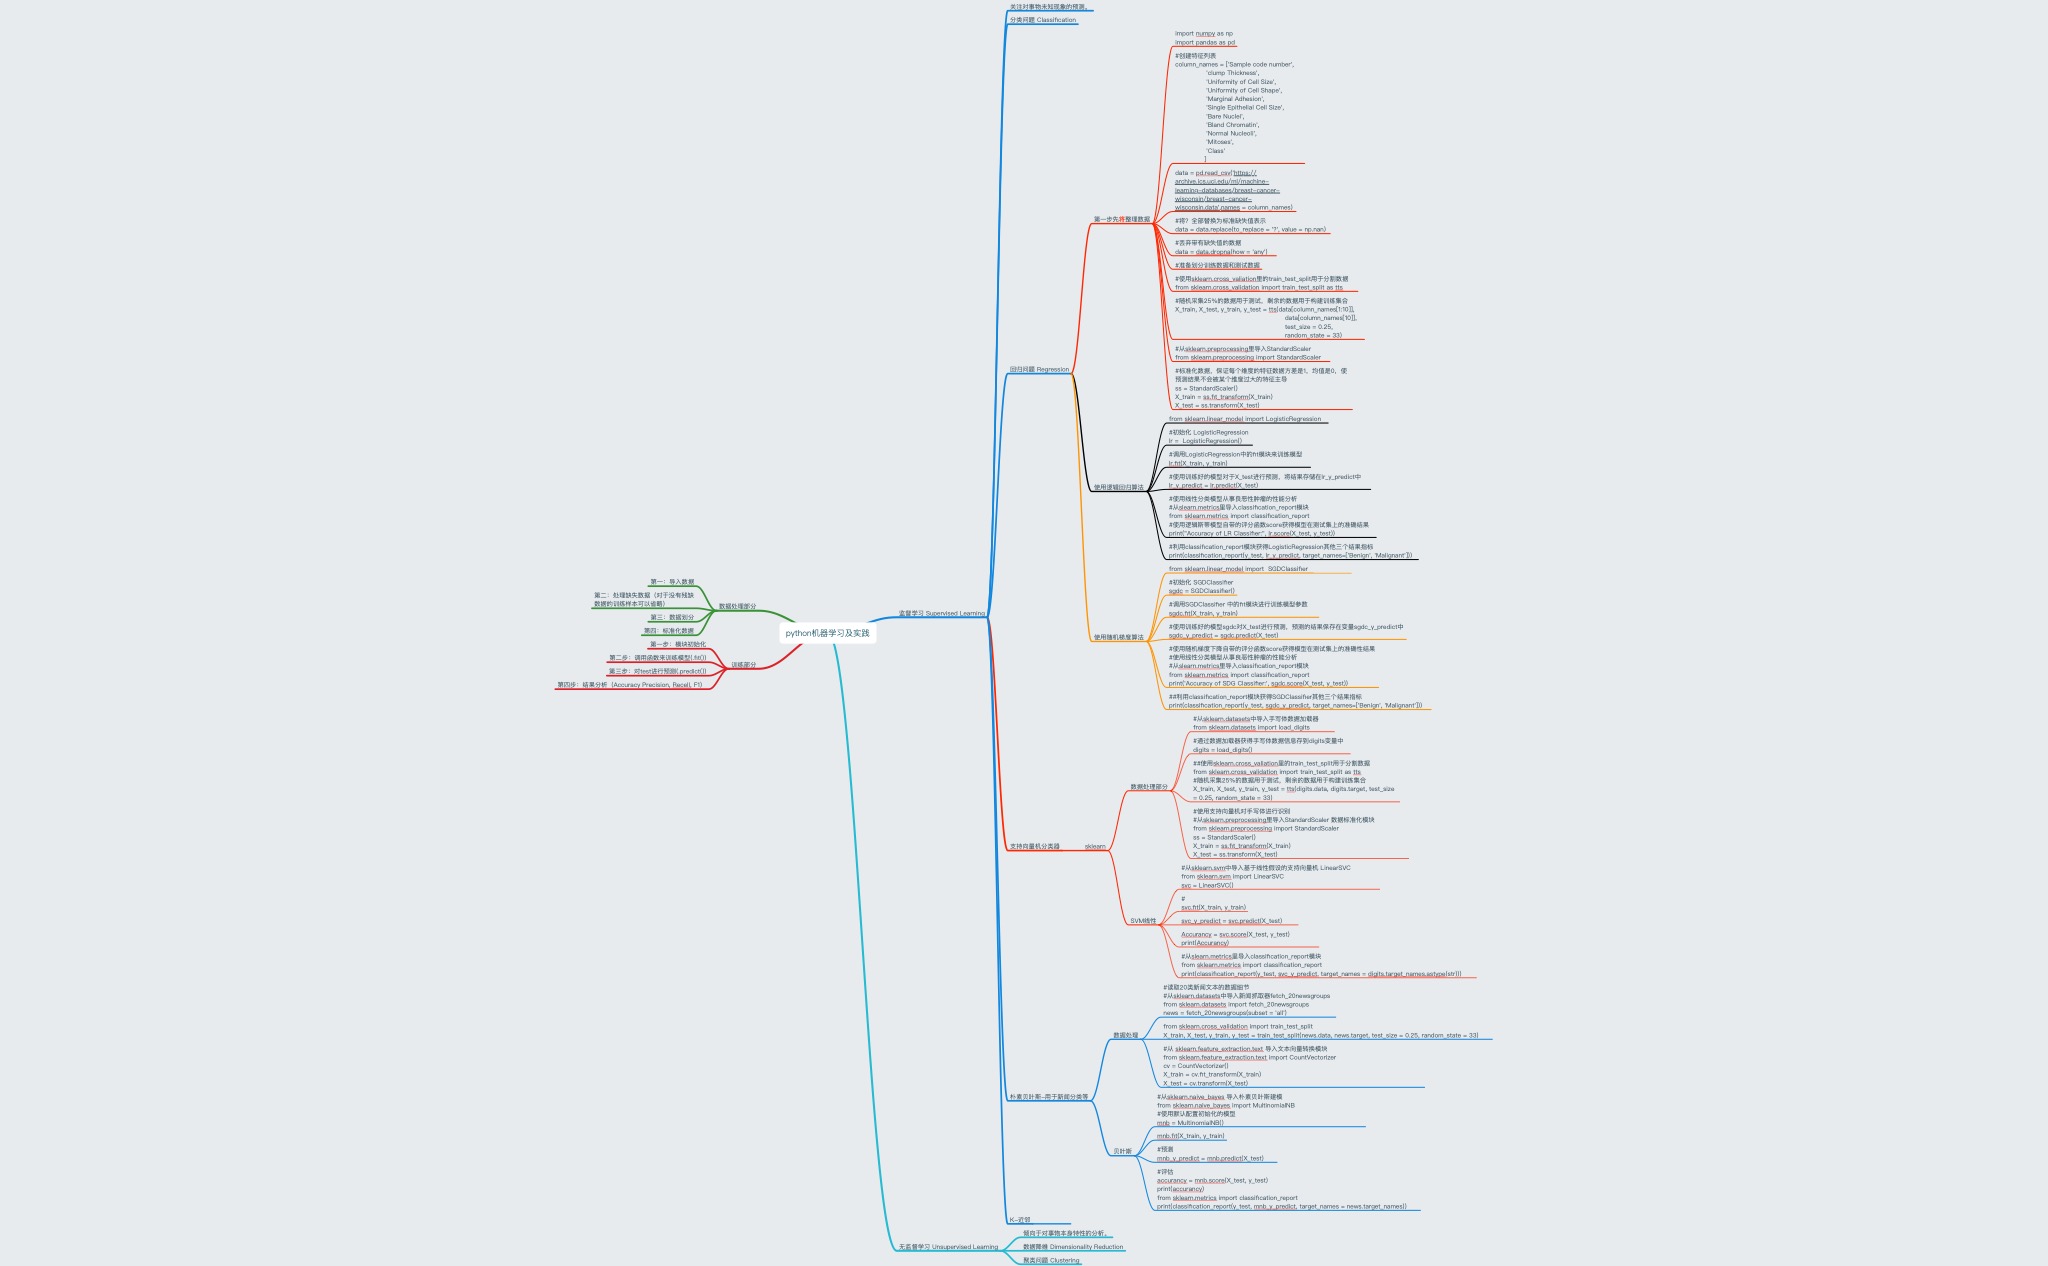 关注对事物未知现象的预测。
分类问题 Classification
import numpy as np
import pandas as pd
#创建特征列表
column_names = ['Sample code number',
'clump Thickness',
'Uniformity of Cell Size',
'Uniformity of Cell Shape',
'Marginal Adhesion',
'Single Epithelial Cell Size',
'Bare Nuclei',
'Bland Chromatin',
'Normal Nucleoli',
'Mitoses',
'Class'
]
data = pd.read_csv('https://
archive.ics.uci.edu/ml/machine-
learning-databases/breast-cancer-
wisconsin/breast-cancer-
wisconsin.data',names = column_names)
第一步先将整理数据
#将? 全部替换为标准缺失值表示
data = data.replace(to_replace = '?', value = np.nan)
#丢弃带有缺失值的数据
data = data.dropna(how = 'any')
#准备划分训练数据和测试数据
#使用sklearn.cross_valiation里的train_test_split用于分割数据
from sklearn.cross_validation import train_test_split as tts
#随机采集25%的数据用于测试，剩余的数据用于构建训练集合
X_train, X_test, y_train, y_test = tts(data[column_names[1:10]],
data[column_names[10]],
test_size = 0.25,
random_state = 33)
#从sklearn.preprocessing里导入StandardScaler
from sklearn.preprocessing import StandardScaler
回归问题 Regression
#标准化数据，保证每个维度的特征数据方差是1，均值是0，使
预测结果不会被某个维度过大的特征主导
ss = StandardScaler()
X_train = ss.fit_transform(X_train)
X_test = ss.transform(X_test)
from sklearn.linear_model import LogisticRegression
#初始化 LogisticRegression
lr = LogisticRegression()
#调用LogisticRegression中的fit模块来训练模型
lr.fit(X_train, y_train)
#使用训练好的模型对于X_test进行预测，将结果存储在lr_y_predict中
lr_y_predict = lr.predict(X_test)
使用逻辑回归算法
#使用线性分类模型从事良恶性肿瘤的性能分析
#从slearn.metrics里导入classification_report模块
from sklearn.metrics import classification_report
#使用逻辑斯蒂模型自带的评分函数score获得模型在测试集上的准确结果
print("Accuracy of LR Classifier:", lr.score(X_test, y_test))
#利用classification_report模块获得LogisticRegression其他三个结果指标
print(classification_report(y_test, lr_y_predict, target_names=['Benign', 'Malignant']))
from sklearn.linear_model import SGDClassifier
#初始化 SGDClassifier
sgdc = SGDClassifier()
#调用SGDClassifier 中的fit模块进行训练模型参数
sgdc.fit(X_train, y_train)
#使用训练好的模型sgdc对X_test进行预测，预测的结果保存在变量sgdc_y_predict中
sgdc_y_predict = sgdc.predict(X_test)
使用随机梯度算法
#使用随机梯度下降自带的评分函数score获得模型在测试集上的准确性结果
#使用线性分类模型从事良恶性肿瘤的性能分析
#从slearn.metrics里导入classification_report模块
from sklearn.metrics import classification_report
print('Accuracy of SDG Classifier:', sgdc.score(X_test, y_test))
##利用classification_report模块获得SGDClassifier其他三个结果指标
print(classification_report(y_test, sgdc_y_predict, target_names=['Benign', 'Malignant']))
第一：导入数据
第二：处理缺失数据（对于没有残缺
数据的训练样本可以省略）
数据处理部分
第三：数据划分
第四：标准化数据
监督学习 Supervised Learning
python机器学习及实践
第一步：模块初始化
第二步：调用函数来训练模型(.fit())
训练部分
第三步：对test进行预测(.predict())
第四步：结果分析（Accuracy Precision, Recall, F1）
#从sklearn.datasets中导入手写体数据加载器
from sklearn.datasets import load_digits
#通过数据加载器获得手写体数据信息存到digits变量中
digits = load_digits()
##使用sklearn.cross_valiation里的train_test_split用于分割数据
from sklearn.cross_validation import train_test_split as tts
#随机采集25%的数据用于测试，剩余的数据用于构建训练集合
数据处理部分
X_train, X_test, y_train, y_test = tts(digits.data, digits.target, test_size
= 0.25, random_state = 33)
#使用支持向量机对手写体进行识别
#从sklearn.preprocessing里导入StandardScaler 数据标准化模块
from sklearn.preprocessing import StandardScaler
ss = StandardScaler()
X_train = ss.fit_transform(X_train)
X_test = ss.transform(X_test)
支持向量机分类器
sklearn
#从sklearn.svm中导入基于线性假设的支持向量机 LinearSVC
from sklearn.svm import LinearSVC
svc = LinearSVC()
#
svc.fit(X_train, y_train)
SVM线性
svc_y_predict = svc.predict(X_test)
Accurancy = svc.score(X_test, y_test)
print(Accurancy)
#从sklearn.metrics里导入classification_report模块
from sklearn.metrics import classification_report
print(classification_report(y_test, svc_y_predict, target_names = digits.target_names.astype(str)))
#读取20类新闻文本的数据细节
#从sklearn.datasets中导入新闻抓取器fetch_20newsgroups
from sklearn.datasets import fetch_20newsgroups
news = fetch_20newsgroups(subset = 'all')
from sklearn.cross_validation import train_test_split
数据处理
X_train, X_test, y_train, y_test = train_test_split(news.data, news.target, test_size = 0.25, random_state = 33)
#从 sklearn.feature_extraction.text 导入文本向量转换模块
from sklearn.feature_extraction.text import CountVectorizer
cv = CountVectorizer()
X_train = cv.fit_transform(X_train)
X_test = cv.transform(X_test)
朴素贝叶斯-用于新闻分类等
#从sklearn.naive_bayes 导入朴素贝叶斯建模
from sklearn.naive_bayes import MultinomialNB
#使用默认配置初始化的模型
mnb = MultinomialNB()
mnb.fit(X_train, y_train)
贝叶斯
#预测
mnb_y_predict = mnb.predict(X_test)
#评估
accurancy = mnb.score(X_test, y_test)
print(accurancy)
from sklearn.metrics import classification_report
print(classification_report(y_test, mnb_y_predict, target_names = news.target_names))
K-近邻
倾向于对事物本身特性的分析。
无监督学习 Unsupervised Learning
数据降维 Dimensionality Reduction
聚类问题 Clustering